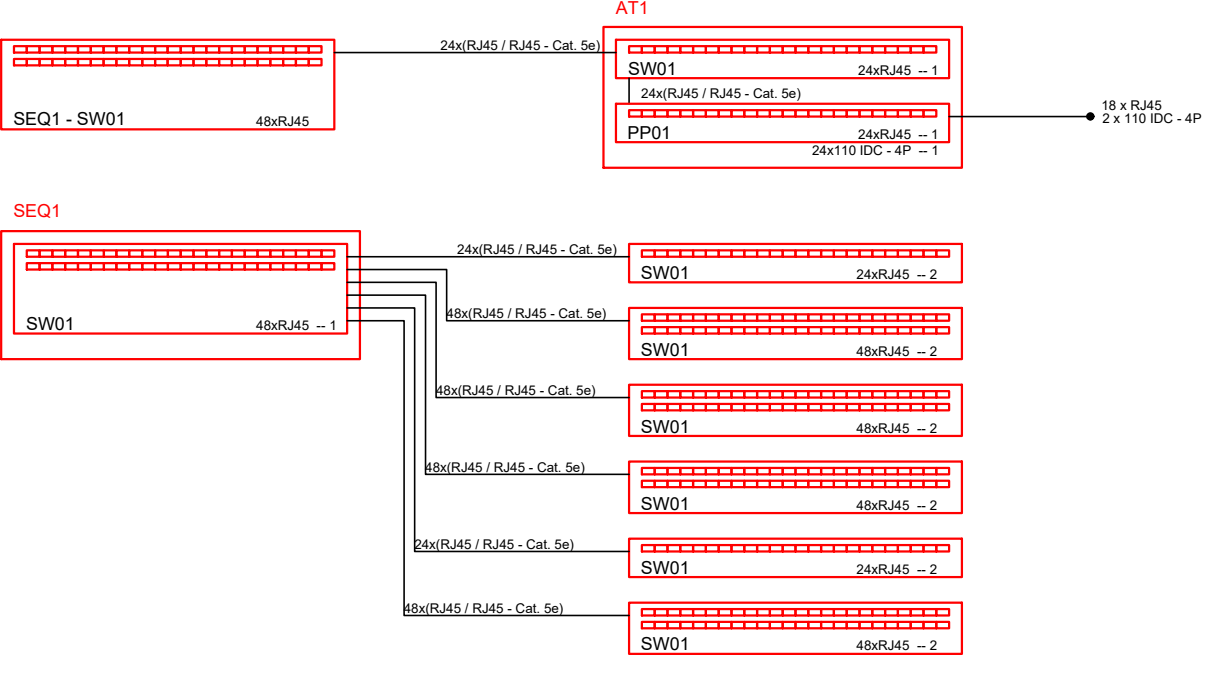 AT1
24x(RJ45 / RJ45 - Cat. 5e)
SEQ1 - SW01 48xRJ45
SW01 24xRJ45 -- 1
24x(RJ45 / RJ45 - Cat. 5e)
PP01 24xRJ45 -- 1
24x110 IDC - 4P -- 1
18 x RJ45
2 x 110 IDC - 4P
SEQ1
SW01 48xRJ45 -- 1
24x(RJ45 / RJ45 - Cat. 5e)
SW01 24xRJ45 -- 2
48x(RJ45 / RJ45 - Cat. 5e)
SW01 48xRJ45 -- 2
48x(RJ45 / RJ45 - Cat. 5e)
SW01 48xRJ45 -- 2
48x(RJ45 / RJ45 - Cat. 5e)
SW01 48xRJ45 -- 2
24x(RJ45 / RJ45 - Cat. 5e)
SW01 24xRJ45 -- 2
48x(RJ45 / RJ45 - Cat. 5e)
SW01 48xRJ45 -- 2